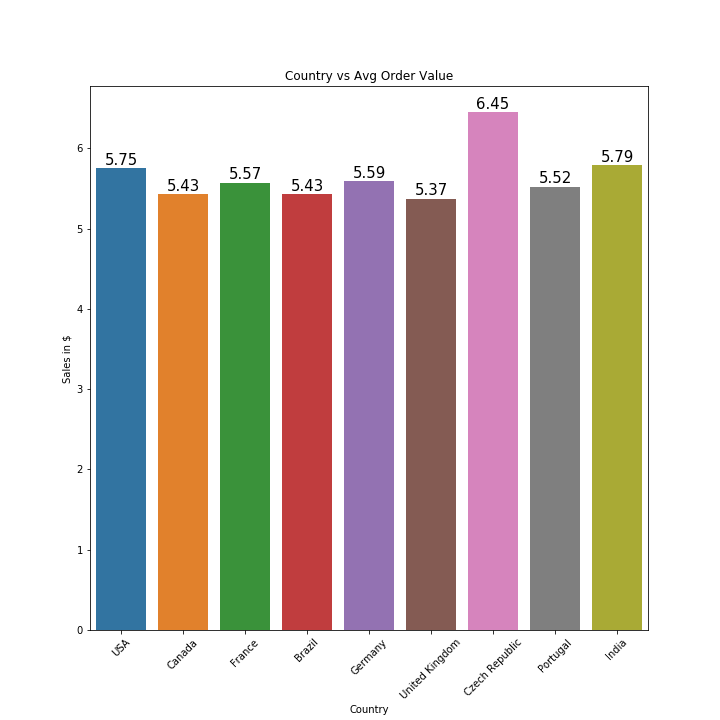 Country vs Avg Order Value
6.45
5.75
5.43
5.57
5.43
5.59
5.37
5.52
5.79
6
5
4
3
2
1
0
Sales in $
USA
Canada
France
Brazil
Germany
United Kingdom
Czech Republic
Portugal
India
Country